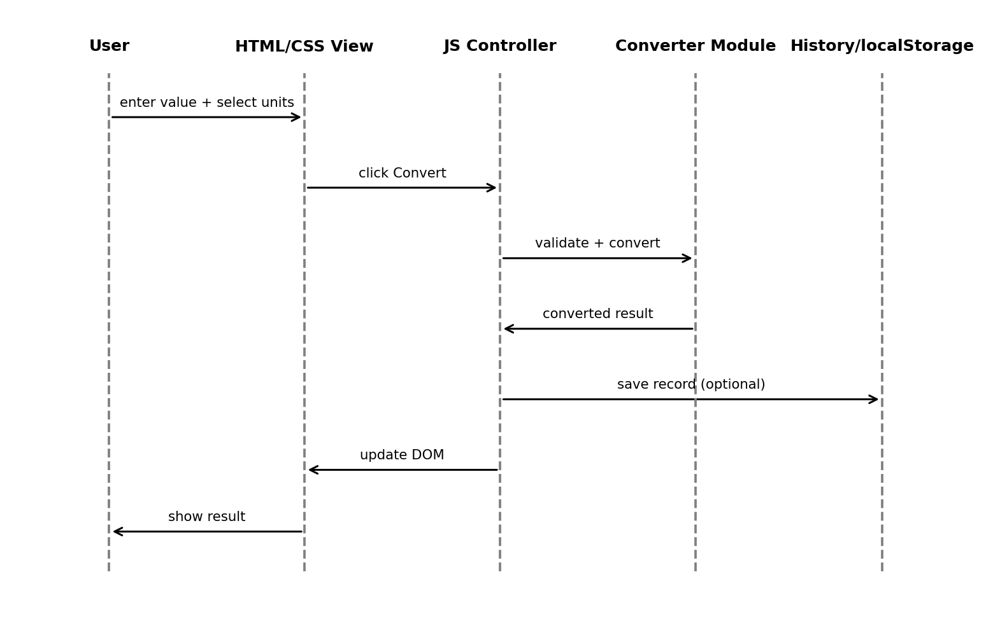 User
HTML/CSS View
JS Controller
Converter Module
History/localStorage
enter value + select units
click Convert
validate + convert
converted result
save record (optional)
update DOM
show result